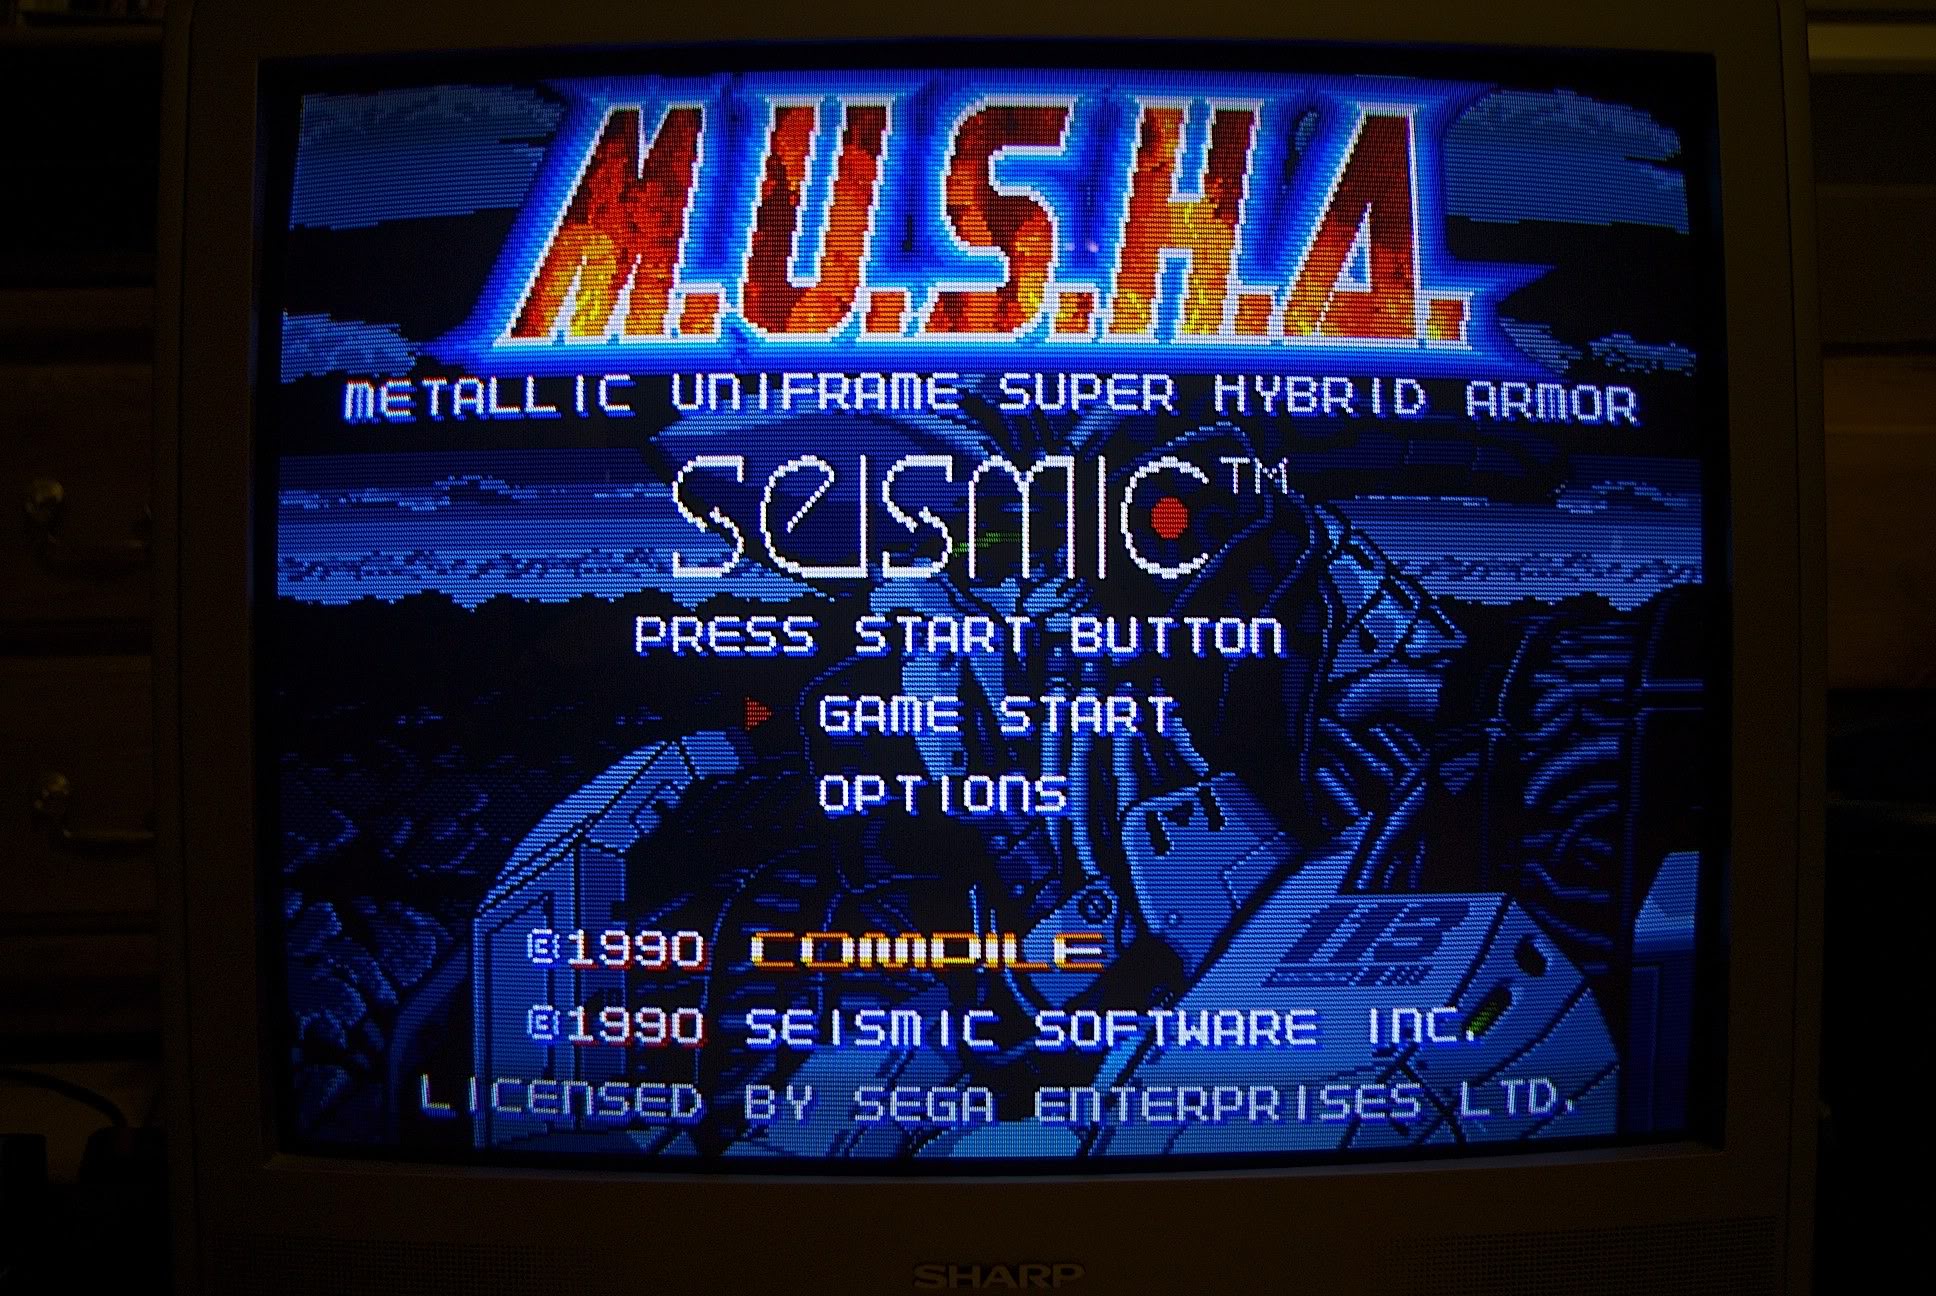 M.U.S.H.A.
METALLIC UNIFRAME SUPER HYBRID ARMOR
SEISMIC™
PRESS START BUTTON
GAME START
OPTIONS
©1990 COMPILE
©1990 SEISMIC SOFTWARE INC.
LICENSED BY SEGA ENTERPRISES LTD.
SHARP